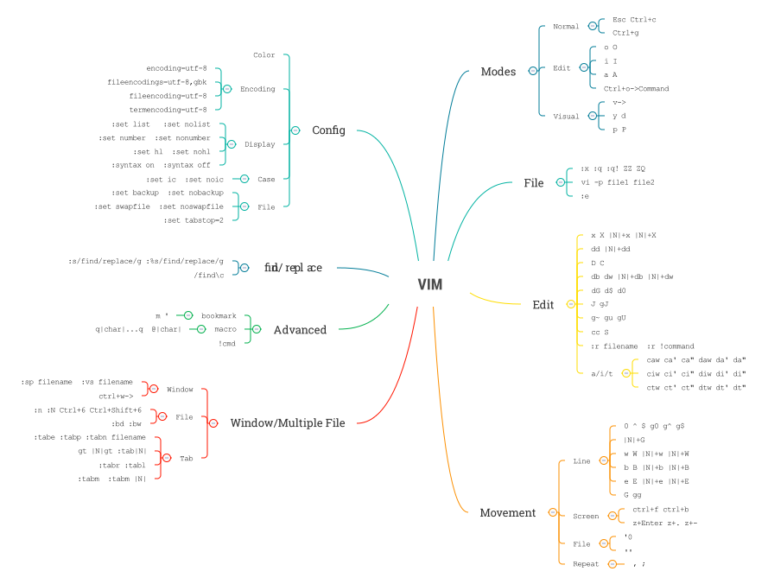 VIM
Modes
Normal
Esc Ctrl+c
Ctrl+g
Edit
o O
i I
a A
Ctrl+o->Command
Visual
v->
y d
p P
File
:x :q :q! ZZ ZQ
vi -p file1 file2
:e
Edit
x X |N|+x |N|+X
dd |N|+dd
D C
db dw |N|+db |N|+dw
dG d$ d0
J gJ
g~ gu gU
cc S
:r filename :r !command
a/i/t
caw ca' ca" daw da' da"
ciw ci' ci" diw di' di"
ctw ct' ct" dtw dt' dt"
Movement
Line
0 ^ $ g0 g^ g$
|N|+G
w W |N|+w |N|+W
b B |N|+b |N|+B
e E |N|+e |N|+E
G gg
Screen
ctrl+f ctrl+b
z+Enter z+. z+-
File
'0
Repeat
, ;
Config
Color
Encoding
encoding=utf-8
fileencodings=utf-8,gbk
fileencoding=utf-8
termencoding=utf-8
Display
:set list :set nolist
:set number :set nonumber
:set hl :set nohl
:syntax on :syntax off
Case
:set ic :set noic
File
:set backup :set nobackup
:set swapfile :set noswapfile
:set tabstop=2
find/ replace
:s/find/replace/g :%s/find/replace/g
/find\c
Advanced
bookmark
m '
macro
q|char|...q @|char|
!cmd
Window/Multiple File
Window
:sp filename :vs filename
ctrl+w->
File
:n :N Ctrl+6 Ctrl+Shift+6
:bd :bw
Tab
:tabe :tabp :tabn filename
gt |N|gt :tab|N|
:tabr :tabl
:tabm :tabm |N|